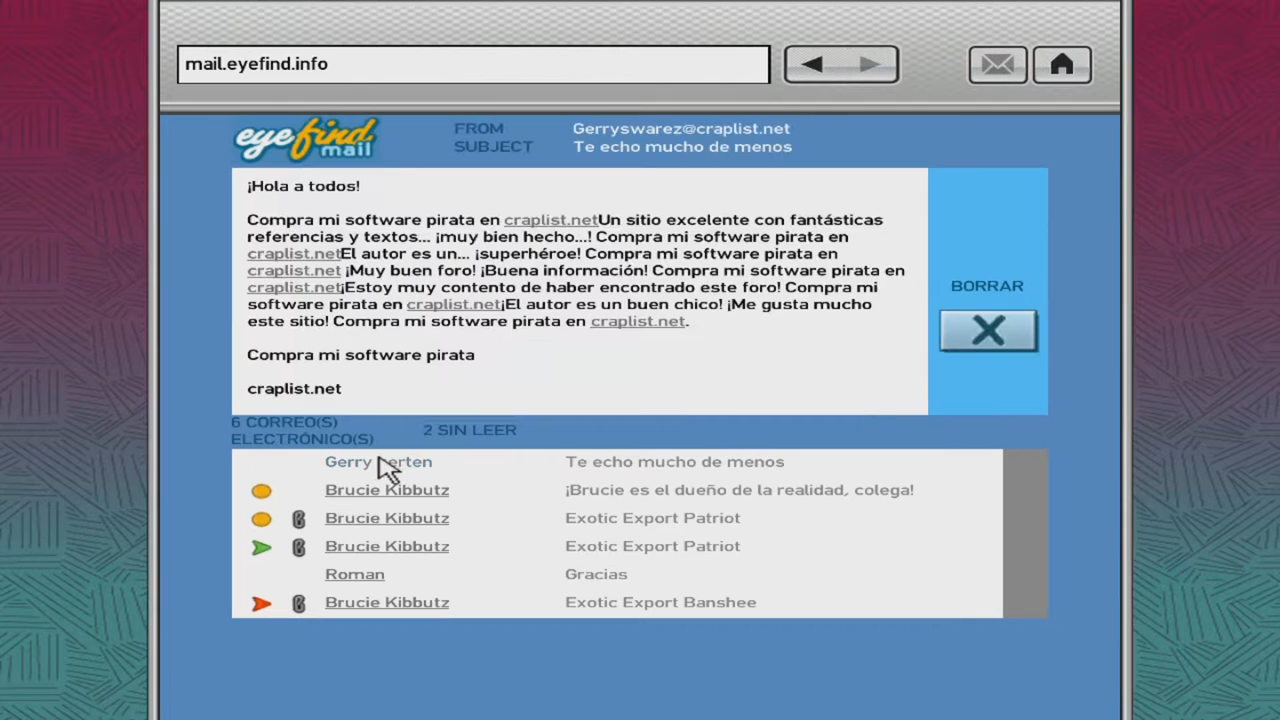 mail.eyefind.info
eyefind
mail
FROM Gerryswarez@craplist.net
SUBJECT Te echo mucho de menos
¡Hola a todos!
Compra mi software pirata en craplist.netUn sitio excelente con fantásticas
referencias y textos... ¡muy bien hecho...! Compra mi software pirata en
craplist.netEl autor es un... ¡superhéroe! Compra mi software pirata en
craplist.net ¡Muy buen foro! ¡Buena información! Compra mi software pirata en
craplist.net¡Estoy muy contento de haber encontrado este foro! Compra mi
software pirata en craplist.net¡El autor es un buen chico! ¡Me gusta mucho
este sitio! Compra mi software pirata en craplist.net.
Compra mi software pirata
craplist.net
BORRAR
6 CORREO(S)
ELECTRÓNICO(S)
2 SIN LEER
Gerry Te echo mucho de menos
Brucie Kibbutz ¡Brucie es el dueño de la realidad, colega!
Brucie Kibbutz Exotic Export Patriot
Brucie Kibbutz Exotic Export Patriot
Roman Gracias
Brucie Kibbutz Exotic Export Banshee